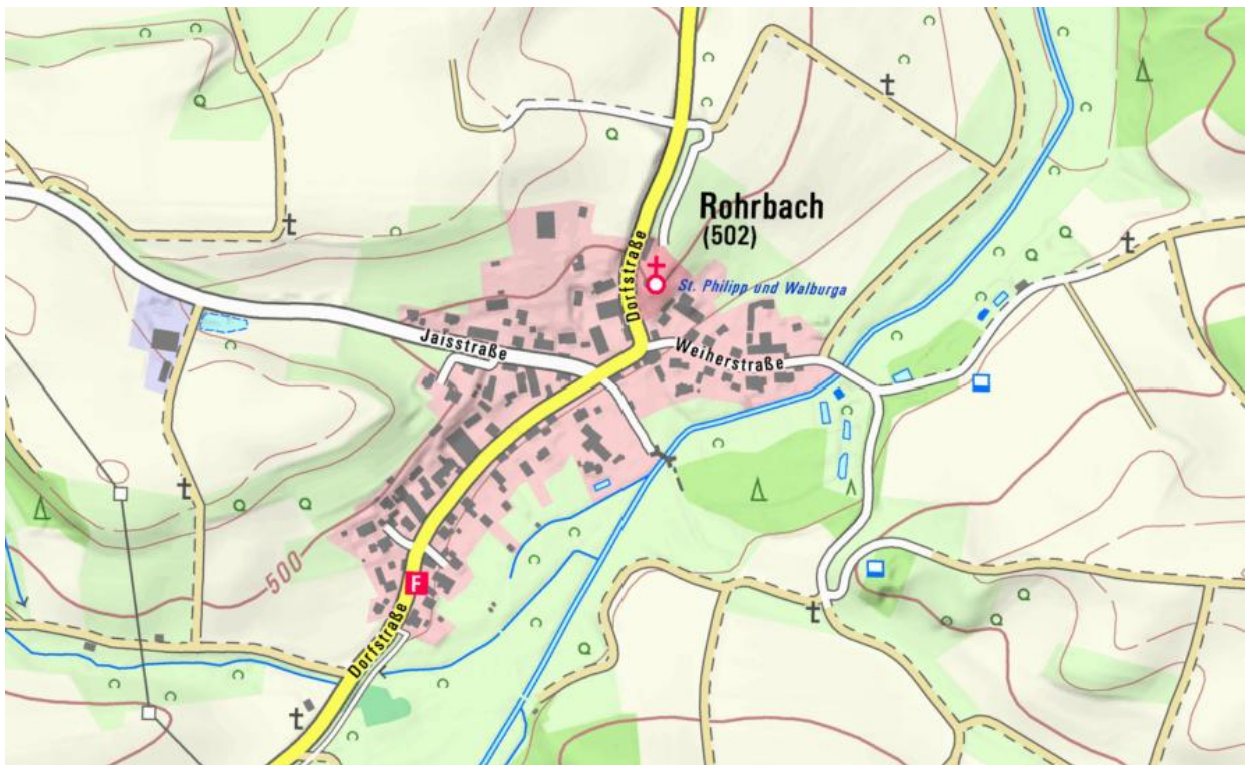 Rohrbach
(502)
St. Philipp und Walburga
Dorfstraße
Jaisstraße
Weiherstraße
500
F
Dorfstraße